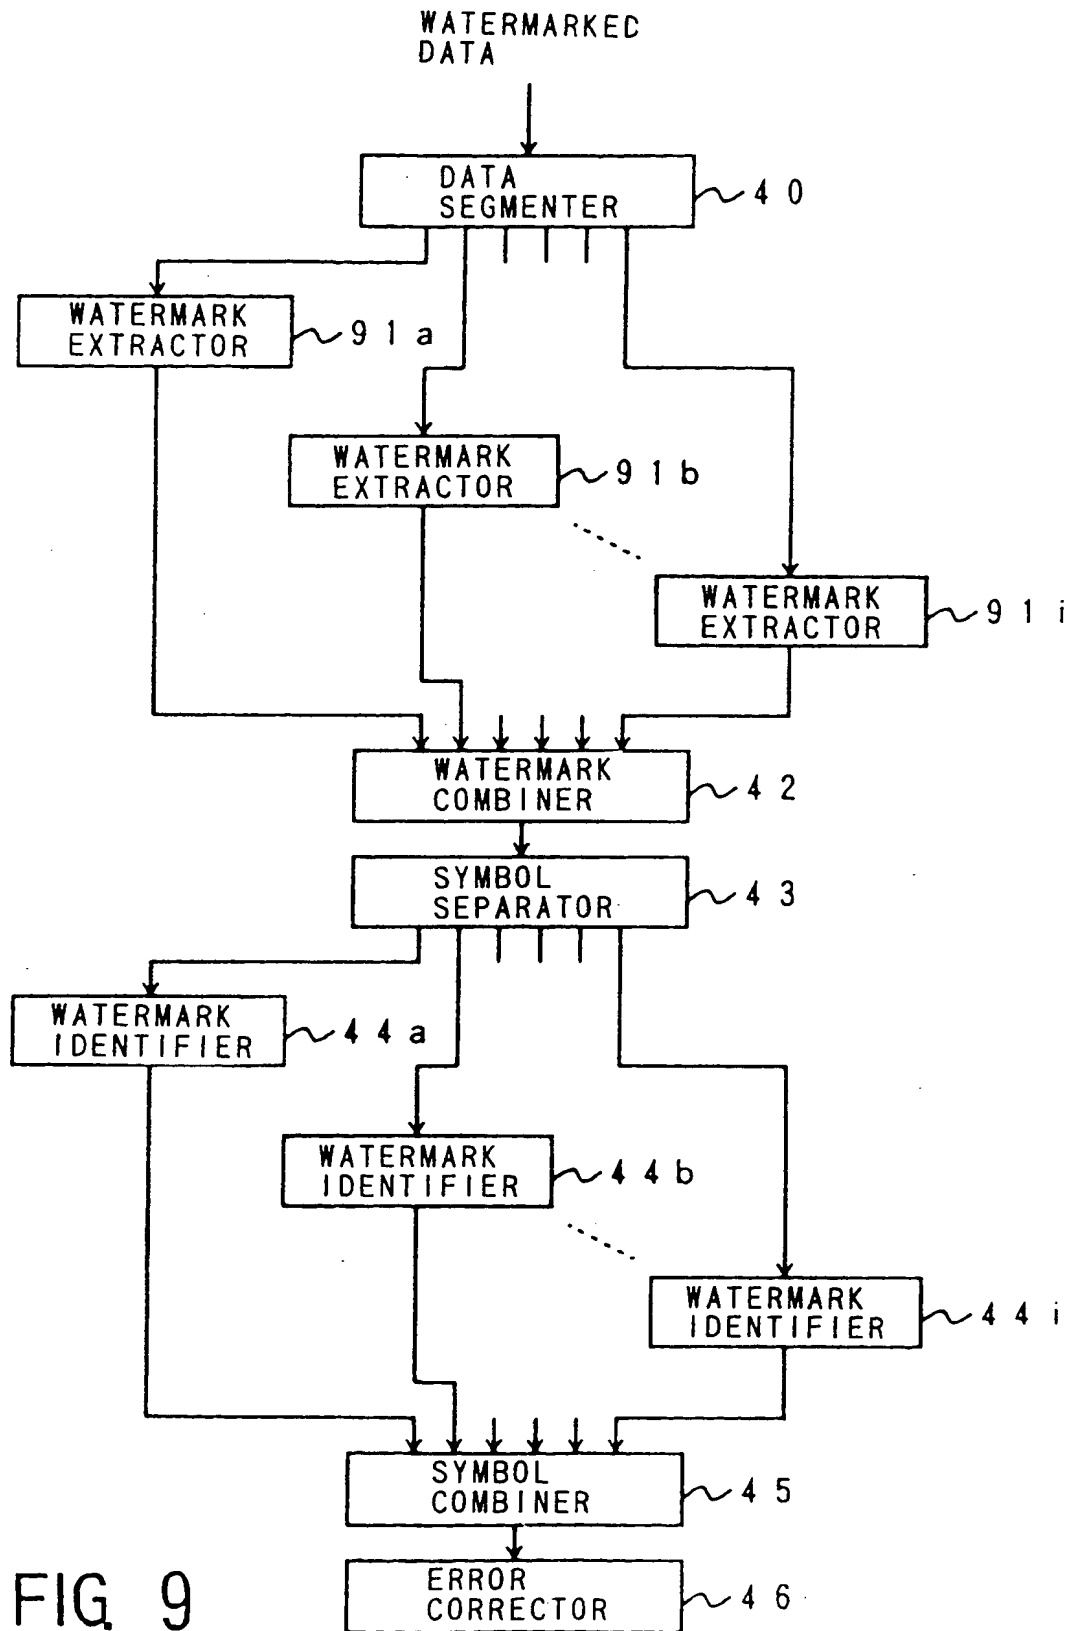 WATERMARKED
DATA
DATA
SEGMENTER
40
WATERMARK
EXTRACTOR
91a
WATERMARK
EXTRACTOR
91b
WATERMARK
EXTRACTOR
91i
WATERMARK
COMBINER
42
SYMBOL
SEPARATOR
43
WATERMARK
IDENTIFIER
44a
WATERMARK
IDENTIFIER
44b
WATERMARK
IDENTIFIER
44i
SYMBOL
COMBINER
45
ERROR
CORRECTOR
46
FIG. 9